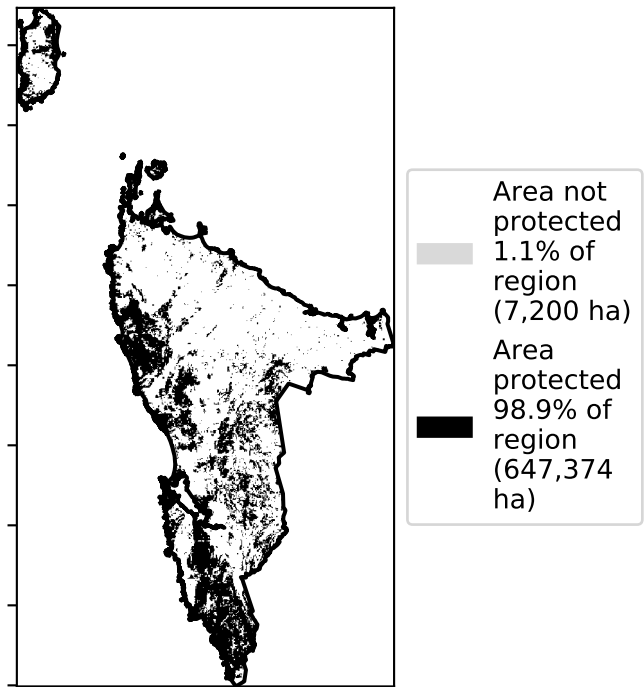 Area not
protected
1.1% of
region
(7,200 ha)
Area
protected
98.9% of
region
(647,374
ha)